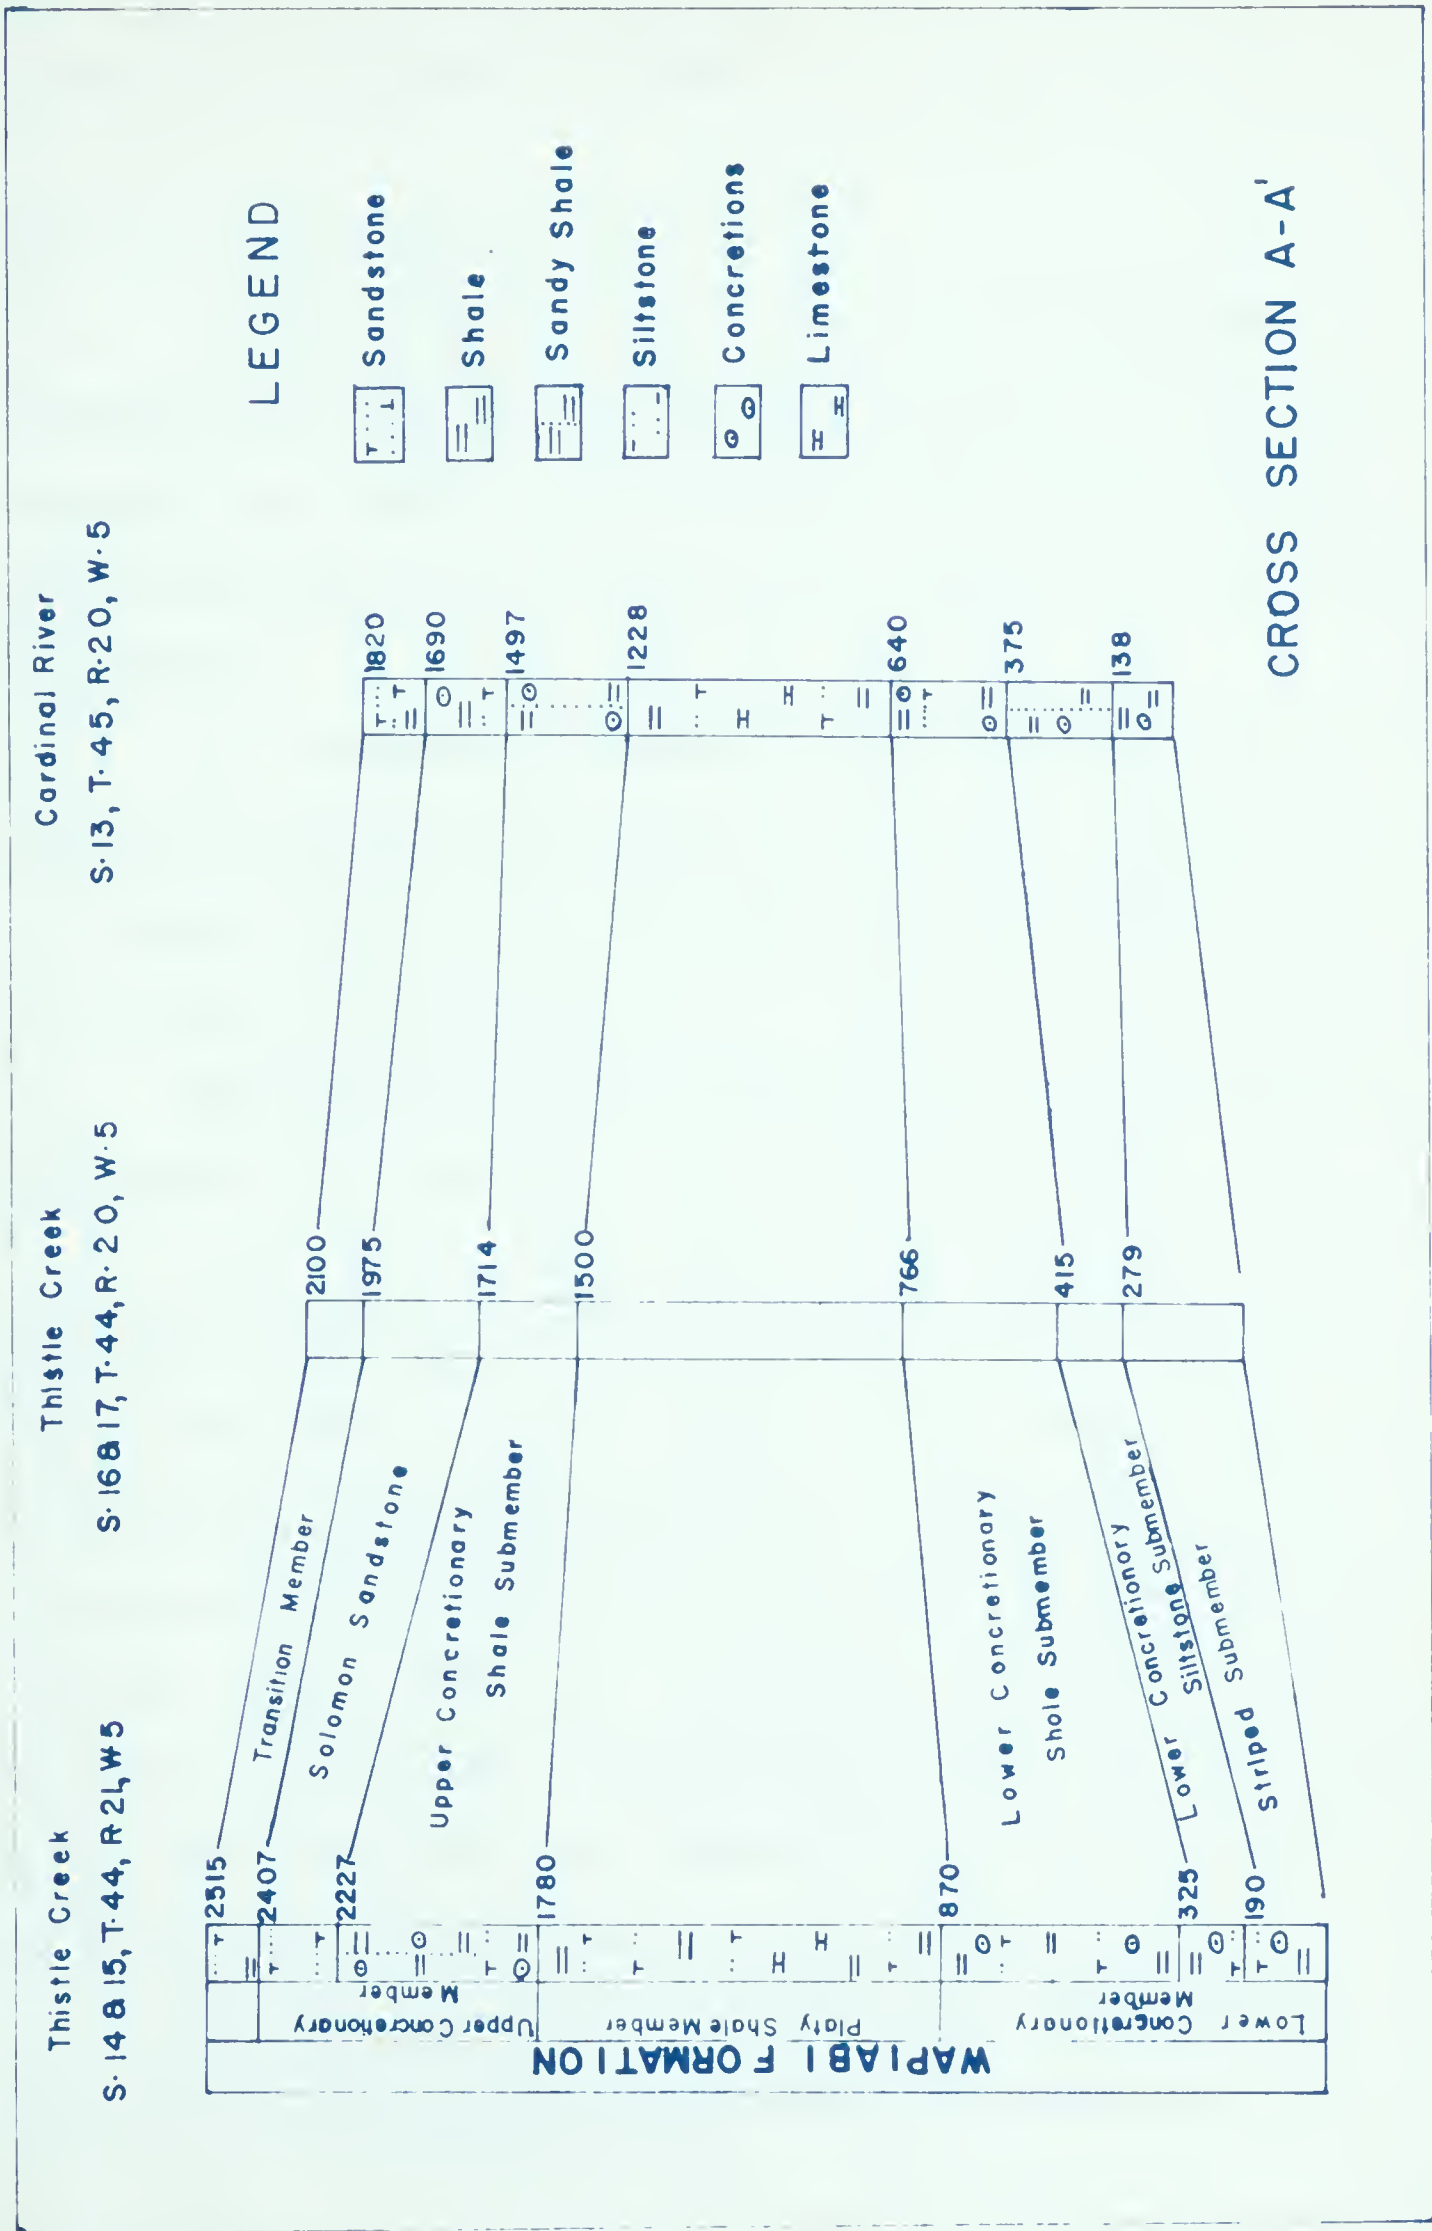 Thistle Creek
S·14 & 15, T·44, R·21, W5
Thistle Creek
S·16 & 17, T·44, R·20, W·5
Cardinal River
S·13, T·45, R·20, W·5
WAPIABI FORMATION
Upper Concretionary
Member
Platy Shale Member
Lower Concretionary
Member
2515
2407
2227
1780
870
325
190
Transition Member
Solomon Sandstone
Upper Concretionary
Shale Submember
Lower Concretionary
Shale Submember
Lower Concretionary
Siltstone Submember
Striped Submember
2100
1975
1714
1500
766
415
279
1820
1690
1497
1228
640
375
138
LEGEND
Sandstone
Shale
Sandy Shale
Siltstone
Concretions
Limestone
CROSS SECTION A-A'